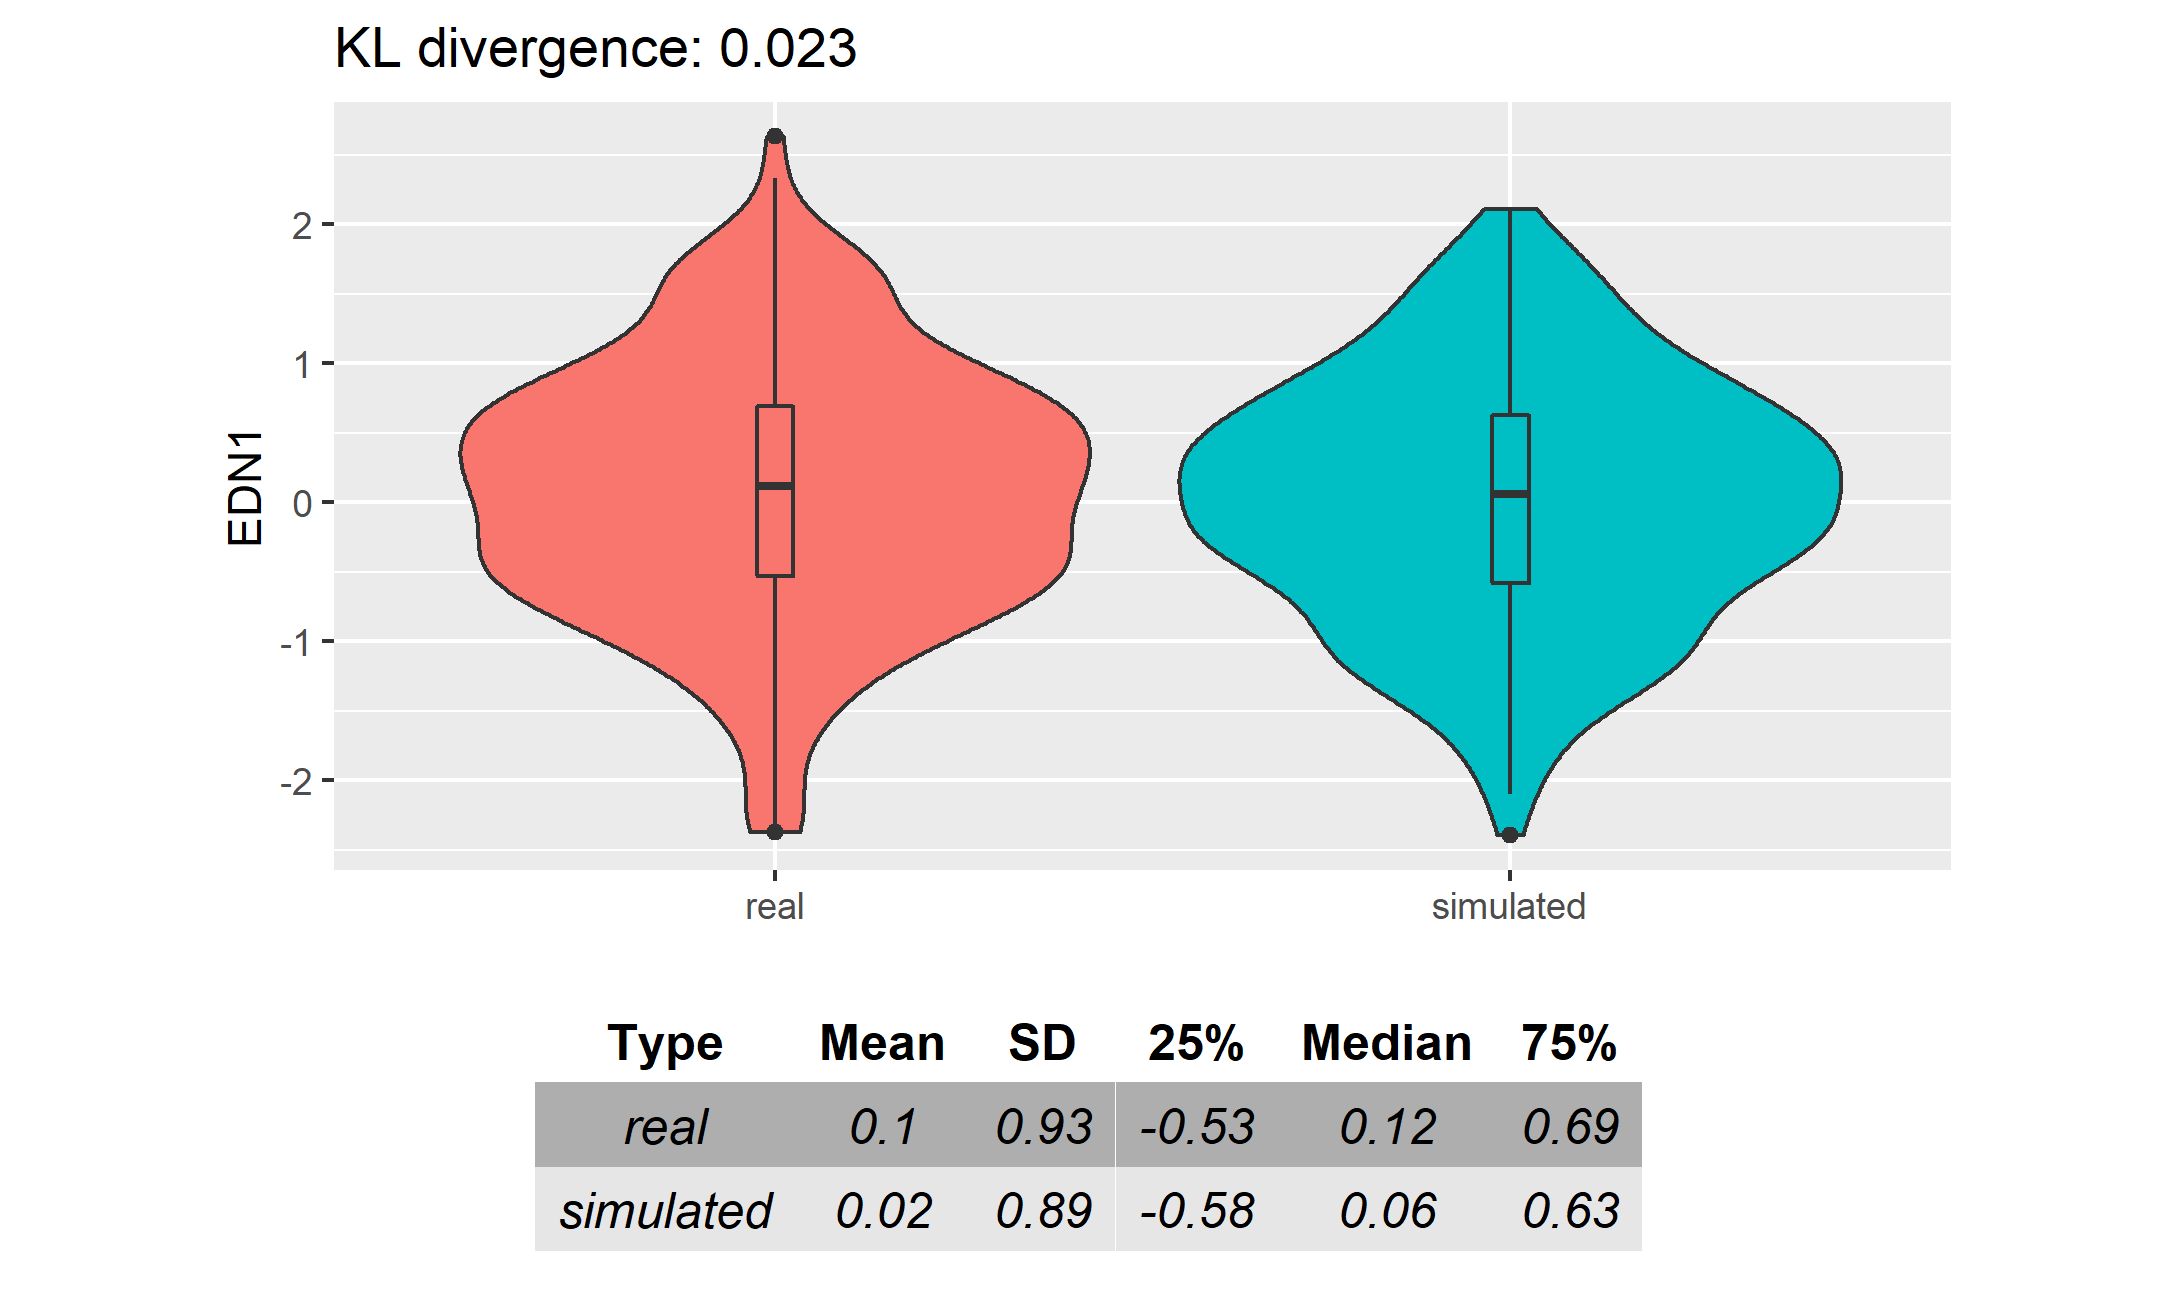 KL divergence: 0.023
EDN1
2
1
0
-1
-2
real simulated
Type Mean SD 25% Median 75%
real 0.1 0.93 -0.53 0.12 0.69
simulated 0.02 0.89 -0.58 0.06 0.63